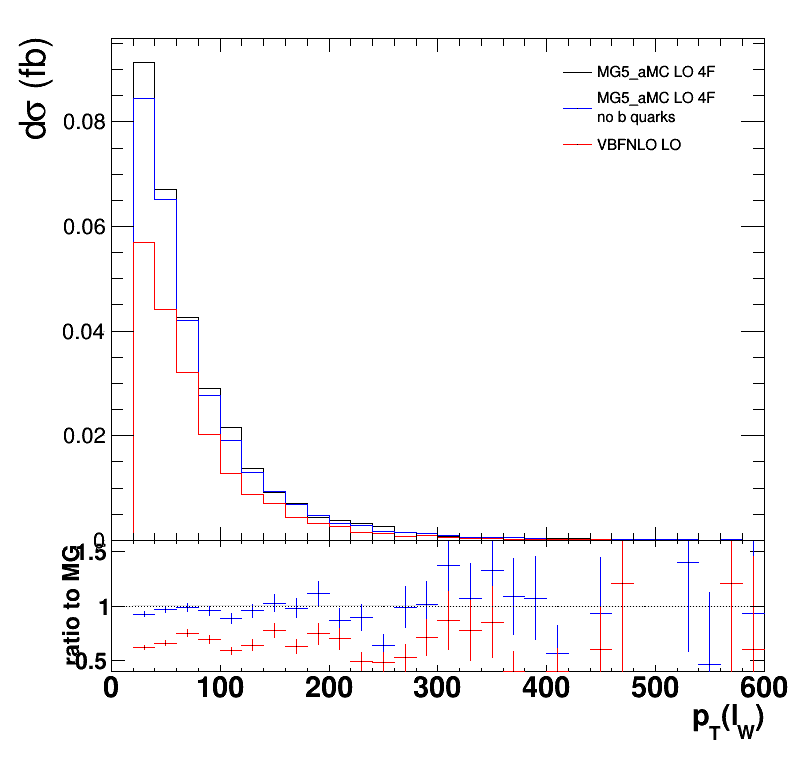 dσ (fb)
MG5_aMC LO 4F
MG5_aMC LO 4F
no b quarks
VBFNLO LO
0.08
0.06
0.04
0.02
0
ratio to MG
1.5
1
0.5
0 100 200 300 400 500 600
p_T(l_W)